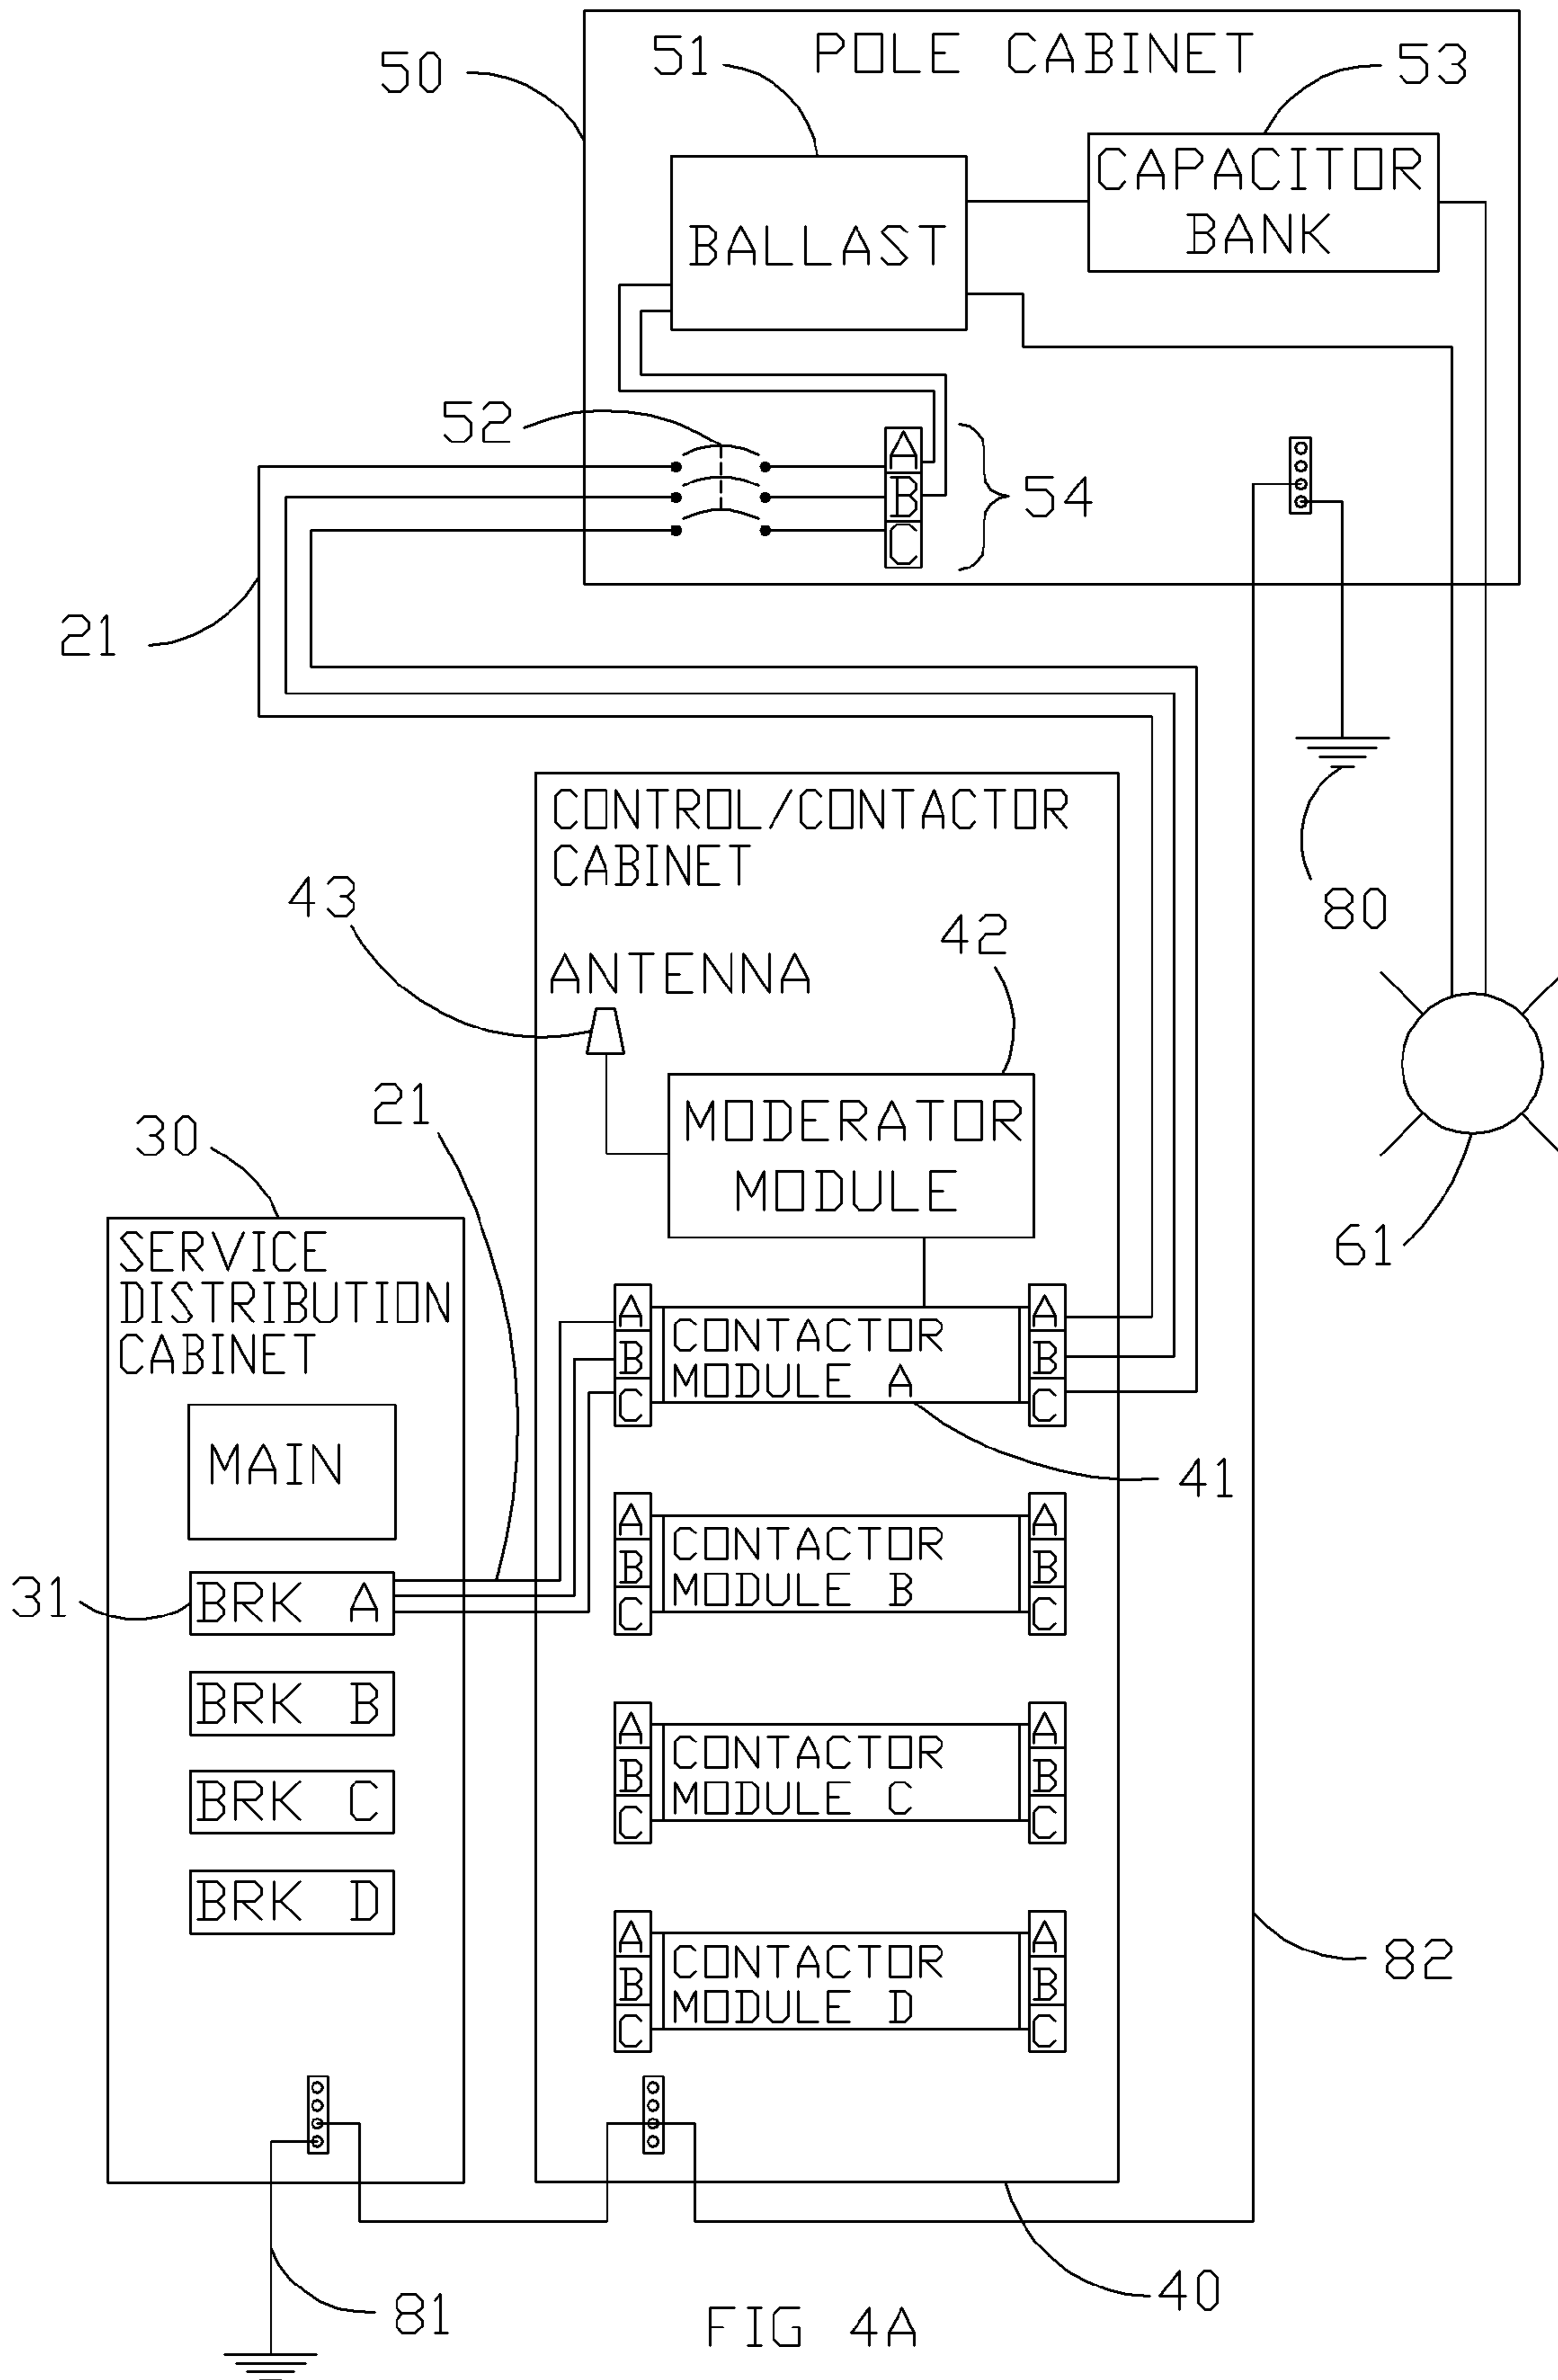 POLE CABINET
50
51
53
BALLAST
CAPACITOR
BANK
52
A
B
C
54
21
80
61
CONTROL/CONTACTOR
CABINET
43
ANTENNA
42
MODERATOR
MODULE
21
30
SERVICE
DISTRIBUTION
CABINET
MAIN
31
BRK A
BRK B
BRK C
BRK D
A
B
C
CONTACTOR
MODULE A
A
B
C
41
A
B
C
CONTACTOR
MODULE B
A
B
C
A
B
C
CONTACTOR
MODULE C
A
B
C
A
B
C
CONTACTOR
MODULE D
A
B
C
82
81
40
FIG 4A